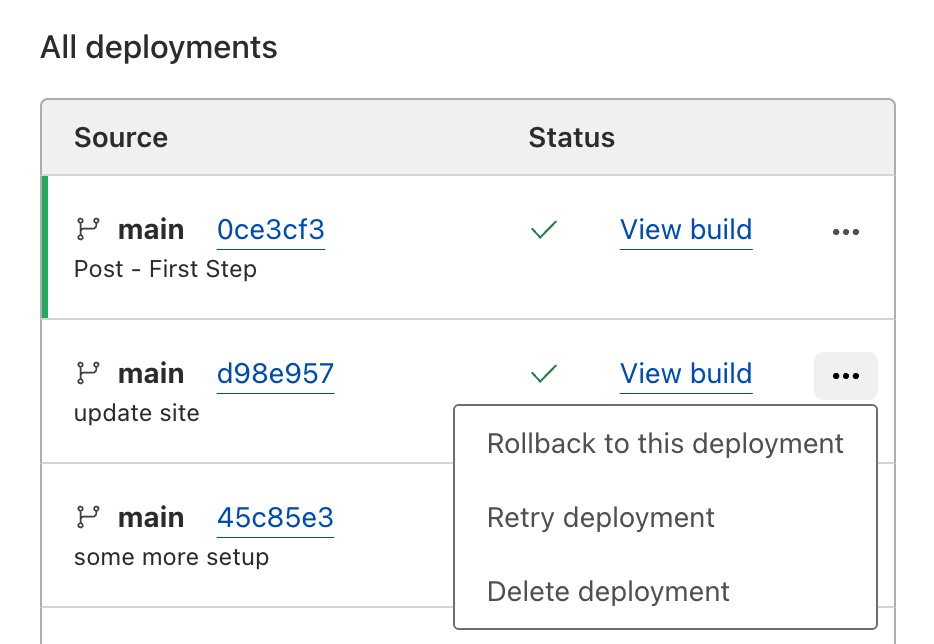 All deployments
Source Status
main 0ce3cf3 View build
Post - First Step
main d98e957 View build
update site
Rollback to this deployment
main 45c85e3 Retry deployment
some more setup
Delete deployment